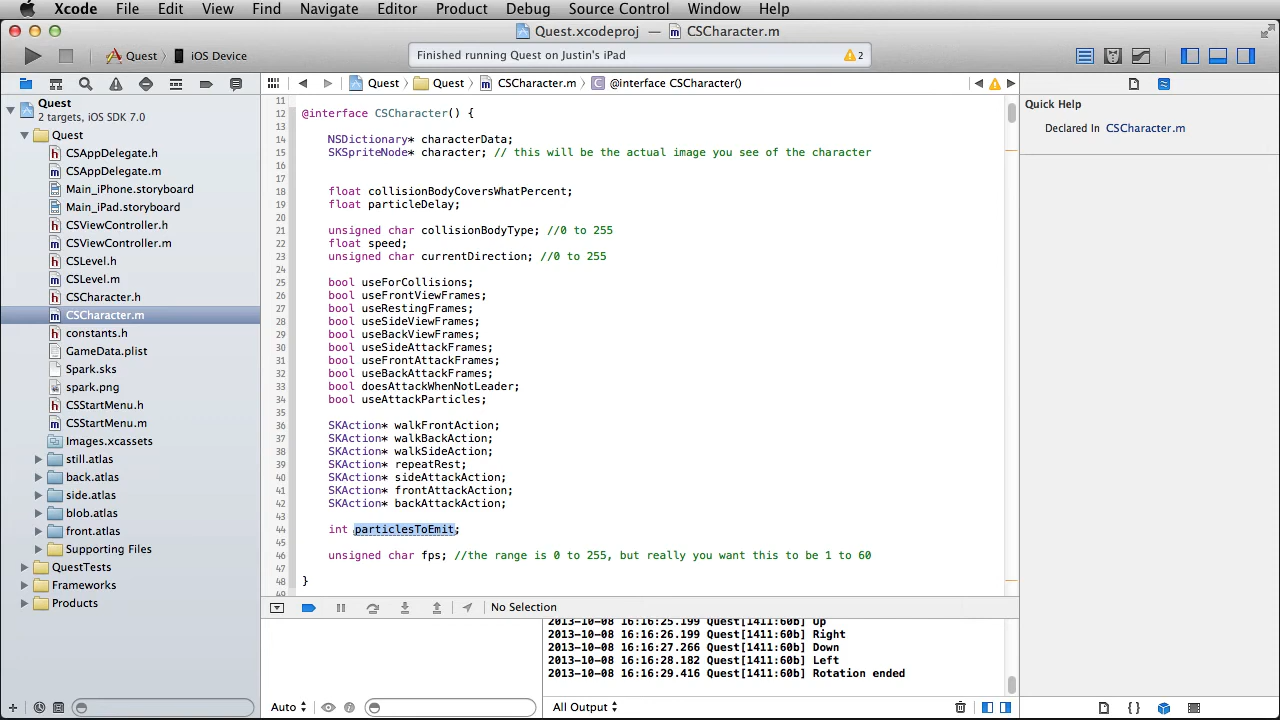 Xcode File Edit View Find Navigate Editor Product Debug Source Control Window Help
Quest.xcodeproj — CSCharacter.m
Quest iOS Device
Finished running Quest on Justin's iPad 2
Quest Quest CSCharacter.m @interface CSCharacter()
Quest
2 targets, iOS SDK 7.0
Quest
CSAppDelegate.h
CSAppDelegate.m
Main_iPhone.storyboard
Main_iPad.storyboard
CSViewController.h
CSViewController.m
CSLevel.h
CSLevel.m
CSCharacter.h
CSCharacter.m
constants.h
GameData.plist
Spark.sks
spark.png
CSStartMenu.h
CSStartMenu.m
Images.xcassets
still.atlas
back.atlas
side.atlas
blob.atlas
front.atlas
Supporting Files
QuestTests
Frameworks
Products
11
12 @interface CSCharacter() {
13
14 NSDictionary* characterData;
15 SKSpriteNode* character; // this will be the actual image you see of the character
16
17
18 float collisionBodyCoversWhatPercent;
19 float particleDelay;
20
21 unsigned char collisionBodyType; //0 to 255
22 float speed;
23 unsigned char currentDirection; //0 to 255
24
25 bool useForCollisions;
26 bool useFrontViewFrames;
27 bool useRestingFrames;
28 bool useSideViewFrames;
29 bool useBackViewFrames;
30 bool useSideAttackFrames;
31 bool useFrontAttackFrames;
32 bool useBackAttackFrames;
33 bool doesAttackWhenNotLeader;
34 bool useAttackParticles;
35
36 SKAction* walkFrontAction;
37 SKAction* walkBackAction;
38 SKAction* walkSideAction;
39 SKAction* repeatRest;
40 SKAction* sideAttackAction;
41 SKAction* frontAttackAction;
42 SKAction* backAttackAction;
43
44 int particlesToEmit;
45
46 unsigned char fps; //the range is 0 to 255, but really you want this to be 1 to 60
47
48 }
49
Quick Help
Declared In CSCharacter.m
No Selection
2013-10-08 16:16:25.199 Quest[1411:60b] Up
2013-10-08 16:16:26.199 Quest[1411:60b] Right
2013-10-08 16:16:27.266 Quest[1411:60b] Down
2013-10-08 16:16:28.182 Quest[1411:60b] Left
2013-10-08 16:16:29.416 Quest[1411:60b] Rotation ended
Auto
All Output